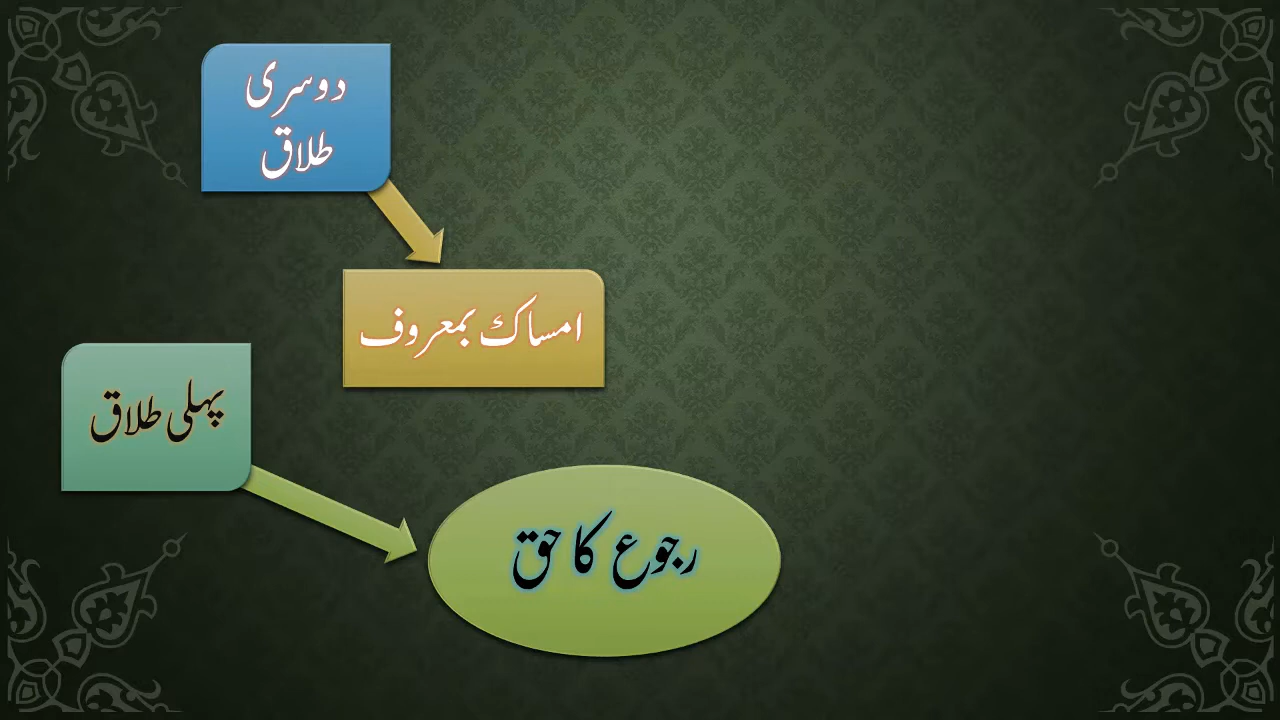 دوسری
طلاق
امساک بمعروف
پہلی طلاق
رجوع کا حق